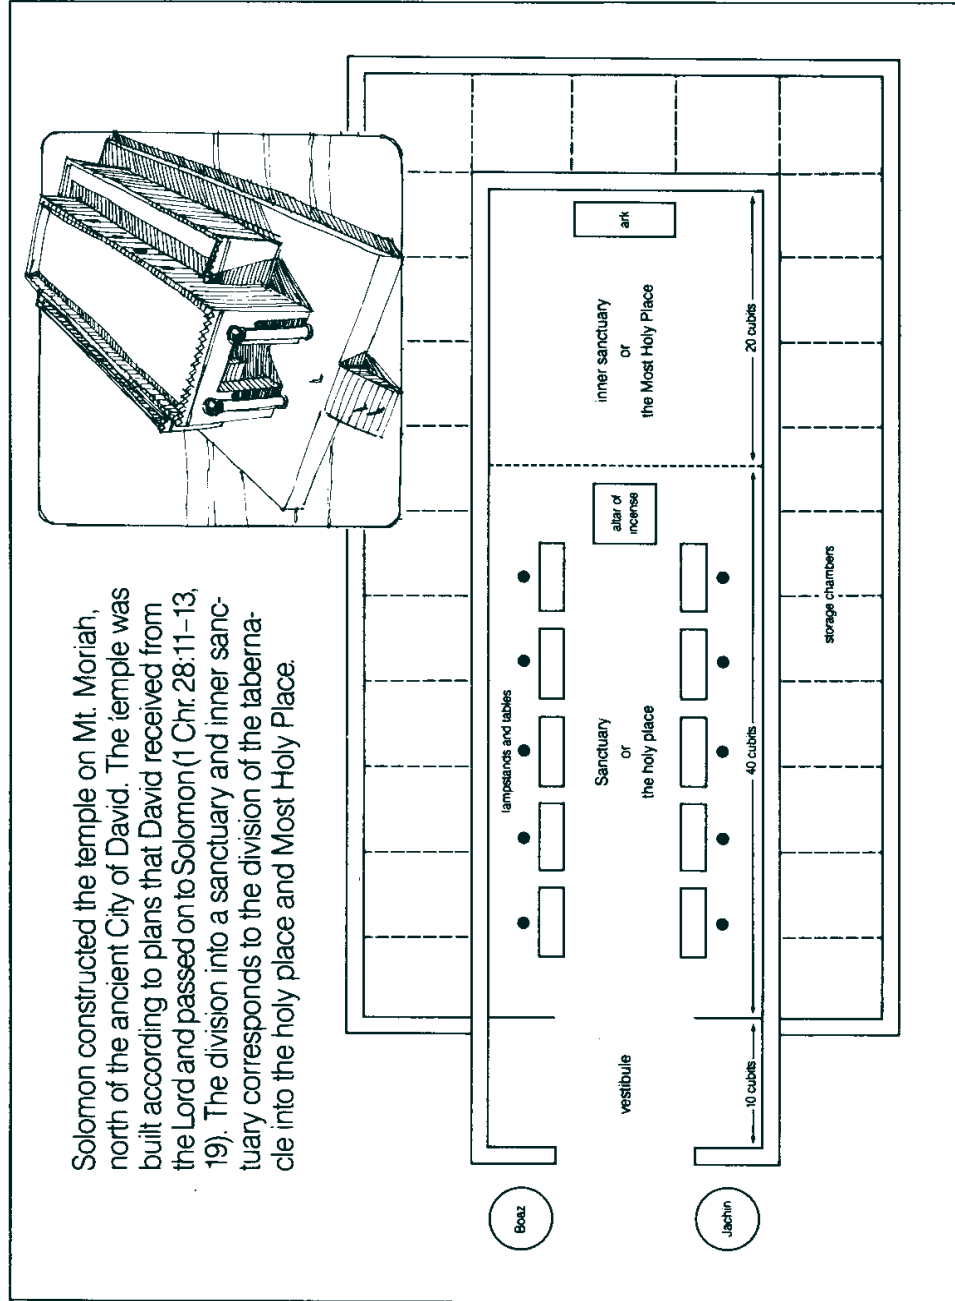 Solomon constructed the temple on Mt. Moriah,
north of the ancient City of David. The temple was
built according to plans that David received from
the Lord and passed on to Solomon (1 Chr. 28:11–13,
19). The division into a sanctuary and inner sanc-
tuary corresponds to the division of the taberna-
cle into the holy place and Most Holy Place.
Boaz
Jachin
vestibule
10 cubits
lampstands and tables
Sanctuary
or
the holy place
40 cubits
storage chambers
altar of
incense
inner sanctuary
or
the Most Holy Place
20 cubits
ark